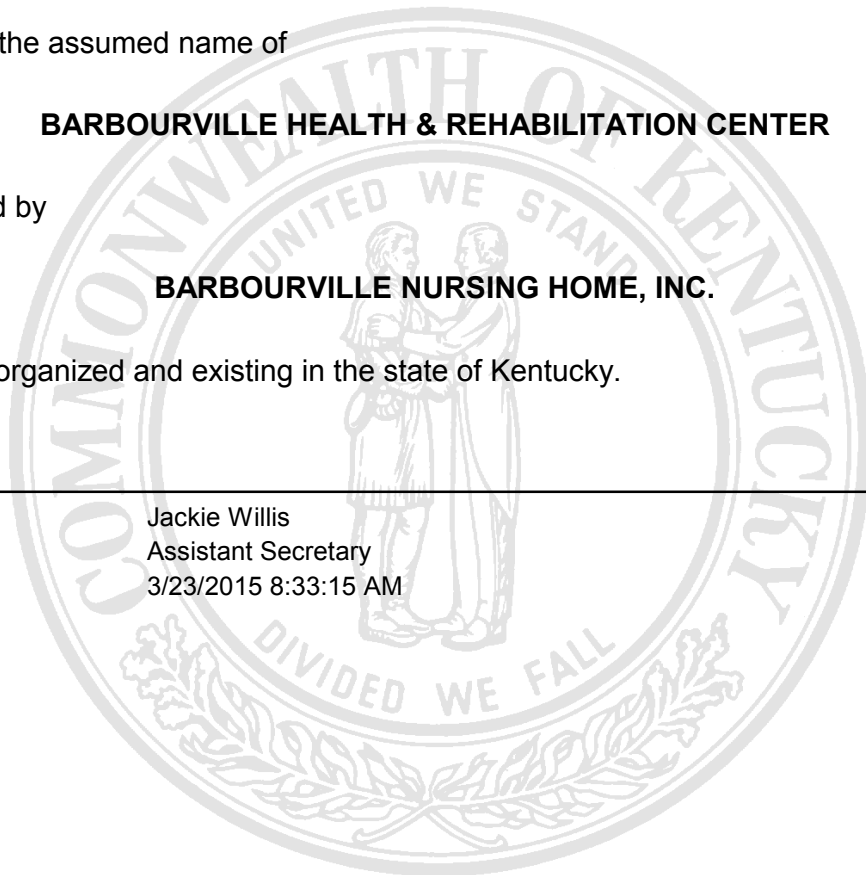 the assumed name of
BARBOURVILLE HEALTH & REHABILITATION CENTER
d by
BARBOURVILLE NURSING HOME, INC.
organized and existing in the state of Kentucky.
Jackie Willis
Assistant Secretary
3/23/2015 8:33:15 AM
COMMONWEALTH OF KENTUCKY
UNITED WE STAND
DIVIDED WE FALL